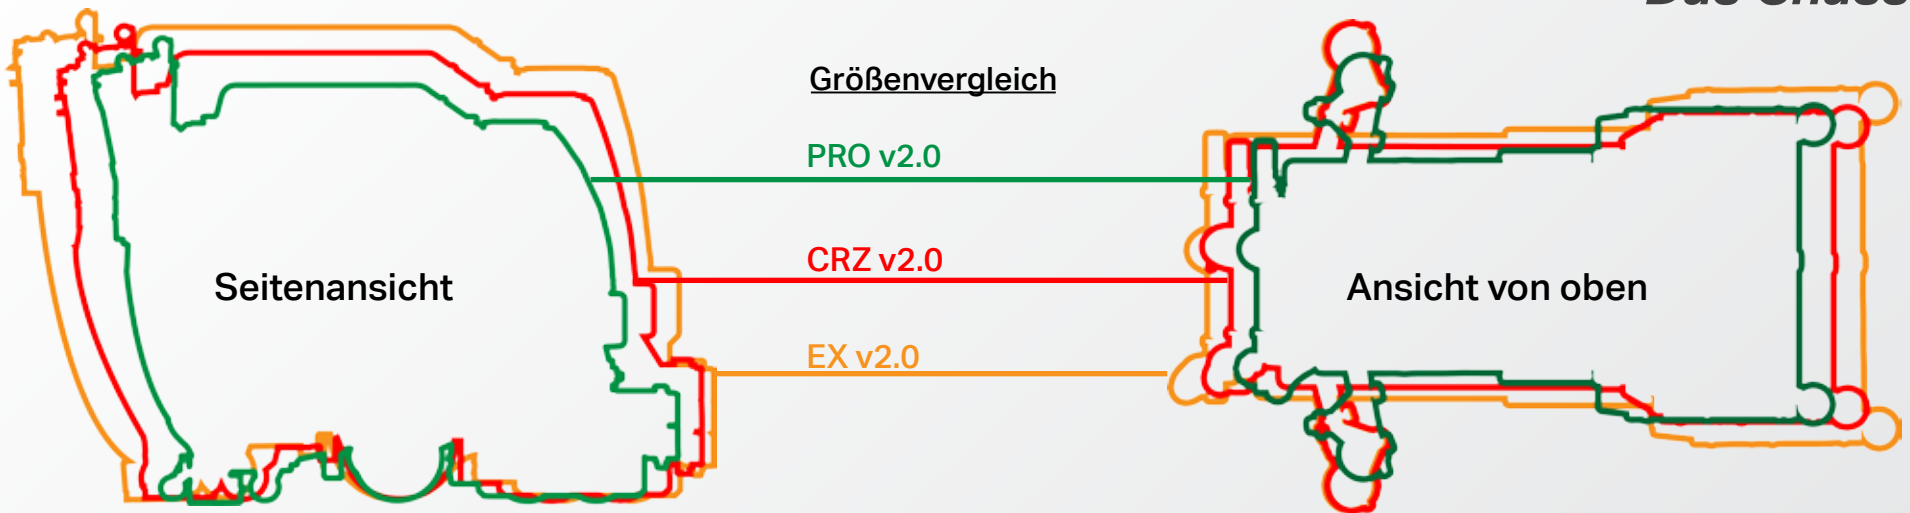 Größenvergleich
PRO v2.0
CRZ v2.0
EX v2.0
Seitenansicht
Ansicht von oben